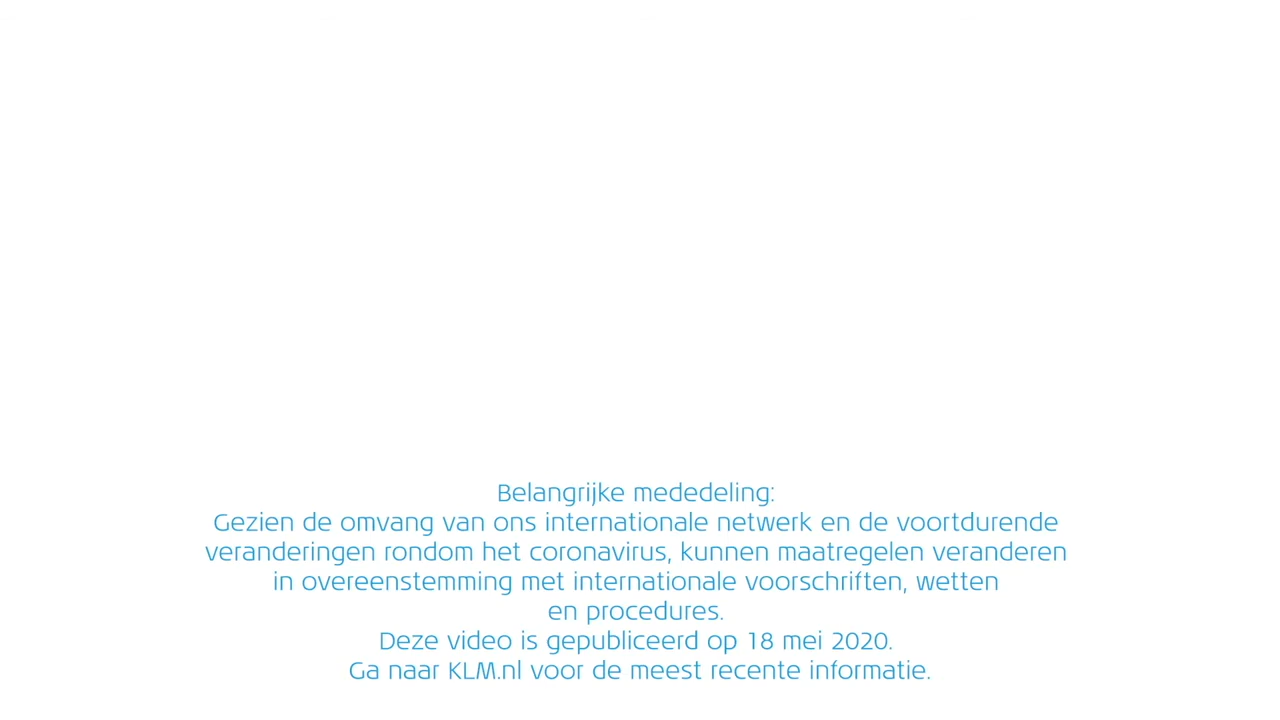 Belangrijke mededeling:
Gezien de omvang van ons internationale netwerk en de voortdurende
veranderingen rondom het coronavirus, kunnen maatregelen veranderen
in overeenstemming met internationale voorschriften, wetten
en procedures.
Deze video is gepubliceerd op 18 mei 2020.
Ga naar KLM.nl voor de meest recente informatie.